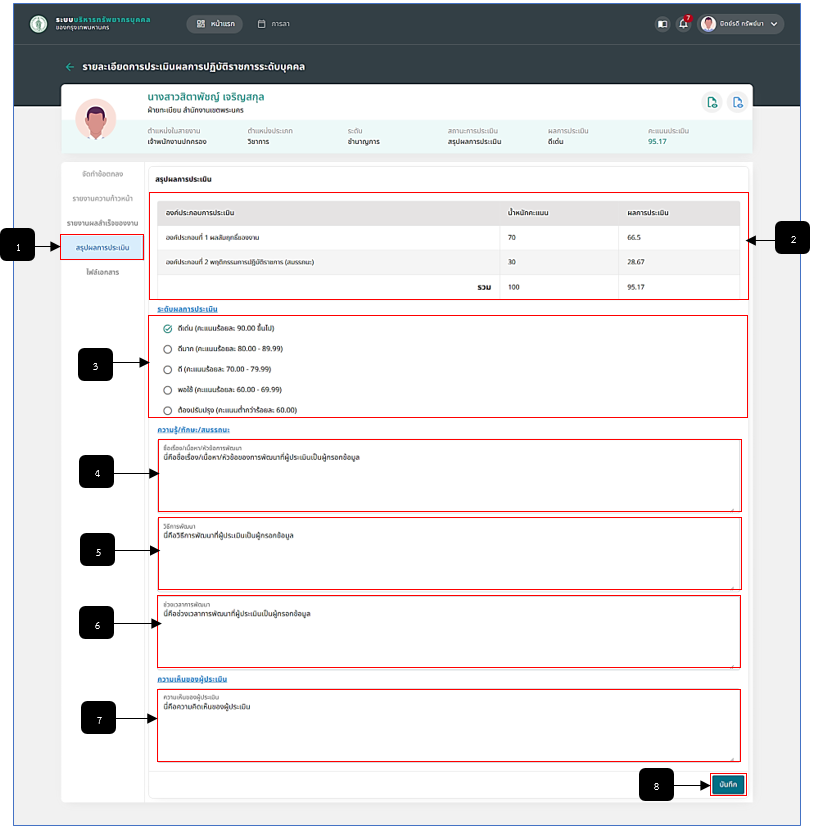 ระบบบริหารทรัพยากรบุคคล
ของกรุงเทพมหานคร
หน้าแรก
การลา
7
ปิตย์รดี ทรัพย์มา
รายละเอียดการประเมินผลการปฏิบัติราชการระดับบุคคล
นางสาวสิตาพัชญ์ เจริญสกุล
ฝ่ายทะเบียน สำนักงานเขตพระนคร
ตำแหน่งในสายงาน
ตำแหน่งประเภท
ระดับ
สถานะการประเมิน
ผลการประเมิน
คะแนนประเมิน
เจ้าพนักงานปกครอง
วิชาการ
ชำนาญการ
สรุปผลการประเมิน
ดีเด่น
95.17
จัดทำข้อตกลง
รายงานความก้าวหน้า
รายงานผลสำเร็จของงาน
สรุปผลการประเมิน
ไฟล์เอกสาร
1
สรุปผลการประเมิน
องค์ประกอบการประเมิน
น้ำหนักคะแนน
ผลการประเมิน
องค์ประกอบที่ 1 ผลสัมฤทธิ์ของงาน
70
66.5
องค์ประกอบที่ 2 พฤติกรรมการปฏิบัติราชการ (สมรรถนะ)
30
28.67
รวม
100
95.17
2
ระดับผลการประเมิน
ดีเด่น (คะแนนร้อยละ 90.00 ขึ้นไป)
ดีมาก (คะแนนร้อยละ 80.00 - 89.99)
ดี (คะแนนร้อยละ 70.00 - 79.99)
พอใช้ (คะแนนร้อยละ 60.00 - 69.99)
ต้องปรับปรุง (คะแนนต่ำกว่าร้อยละ 60.00)
3
ความรู้/ทักษะ/สมรรถนะ
ชื่อเรื่อง/เนื้อหา/หัวข้อการพัฒนา
นี่คือชื่อเรื่อง/เนื้อหา/หัวข้อของการพัฒนาที่ผู้ประเมินเป็นผู้กรอกข้อมูล
4
วิธีการพัฒนา
นี่คือวิธีการพัฒนาที่ผู้ประเมินเป็นผู้กรอกข้อมูล
5
ช่วงเวลาการพัฒนา
นี่คือช่วงเวลาการพัฒนาที่ผู้ประเมินเป็นผู้กรอกข้อมูล
6
ความเห็นของผู้ประเมิน
ความเห็นของผู้ประเมิน
นี่คือความคิดเห็นของผู้ประเมิน
7
8
บันทึก